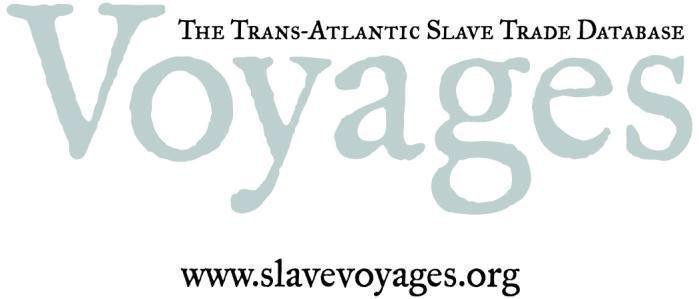 The Trans-Atlantic Slave Trade Database
Voyages
www.slavevoyages.org